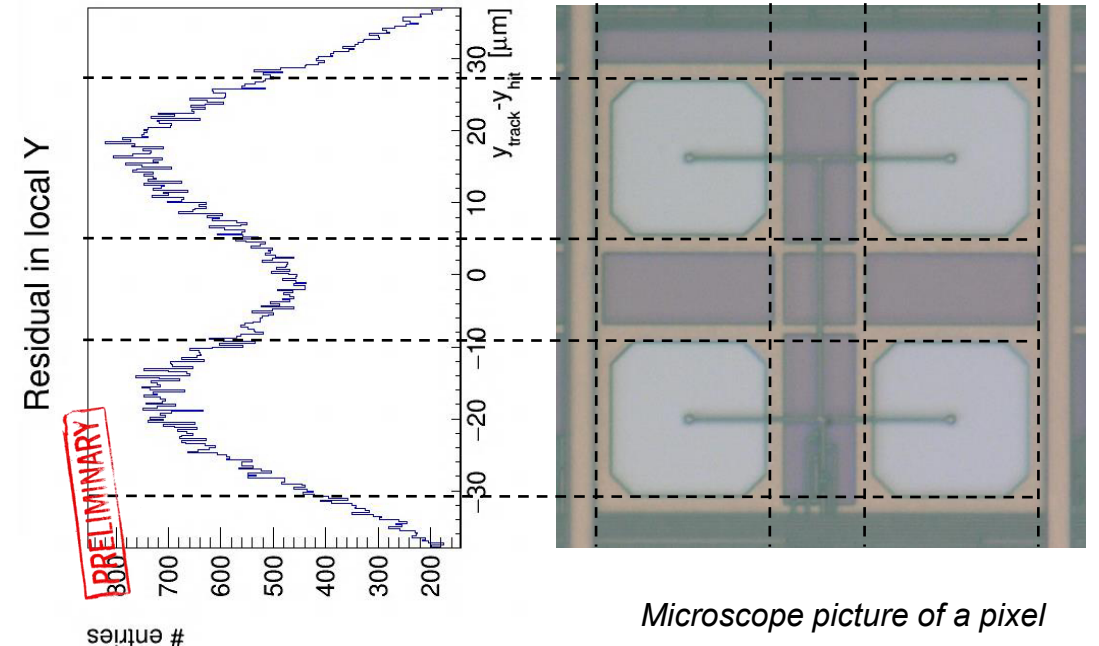 Residual in local Y
PRELIMINARY
30
20
10
0
−10
−20
−30
y_track-y_hit [μm]
800
700
600
500
400
300
200
# entries
Microscope picture of a pixel